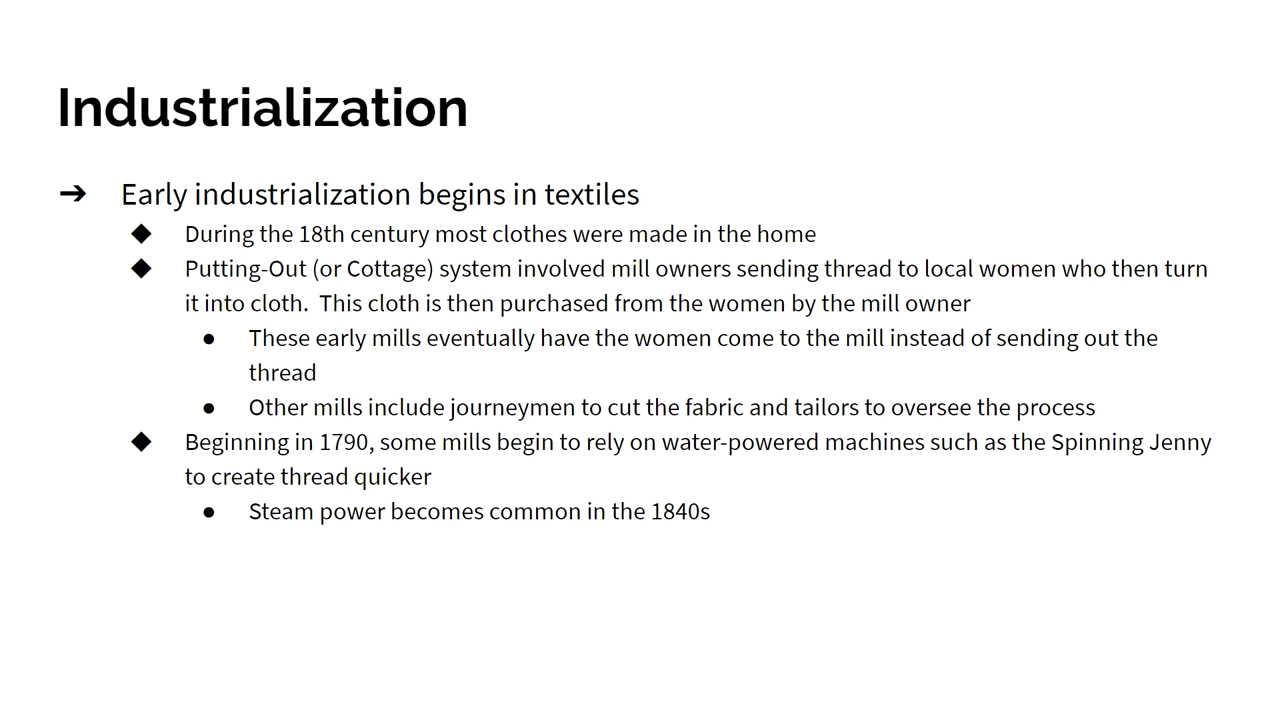 Industrialization
➔ Early industrialization begins in textiles
◆ During the 18th century most clothes were made in the home
◆ Putting-Out (or Cottage) system involved mill owners sending thread to local women who then turn
it into cloth.  This cloth is then purchased from the women by the mill owner
● These early mills eventually have the women come to the mill instead of sending out the
thread
● Other mills include journeymen to cut the fabric and tailors to oversee the process
◆ Beginning in 1790, some mills begin to rely on water-powered machines such as the Spinning Jenny
to create thread quicker
● Steam power becomes common in the 1840s